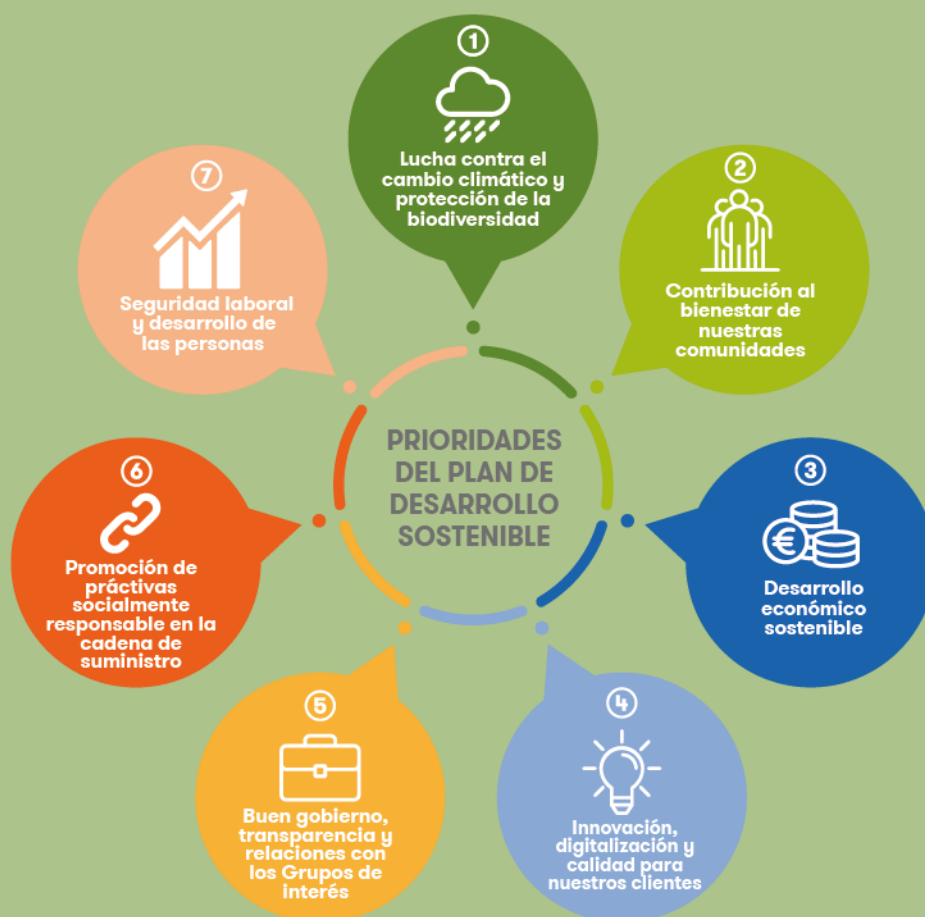 1
Lucha contra el
cambio climático y
protección de la
biodiversidad
2
Contribución al
bienestar de
nuestras
comunidades
3
€
Desarrollo
económico
sostenible
4
Innovación,
digitalización y
calidad para
nuestros clientes
5
Buen gobierno,
transparencia y
relaciones con
los Grupos de
interés
6
Promoción de
práctivas
socialmente
responsable en la
cadena de
suministro
7
Seguridad laboral
y desarrollo de
las personas
PRIORIDADES
DEL PLAN DE
DESARROLLO
SOSTENIBLE